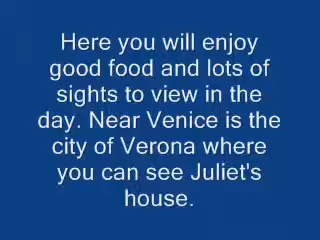 Here you will enjoy
good food and lots of
sights to view in the
day. Near Venice is the
city of Verona where
you can see Juliet's
house.